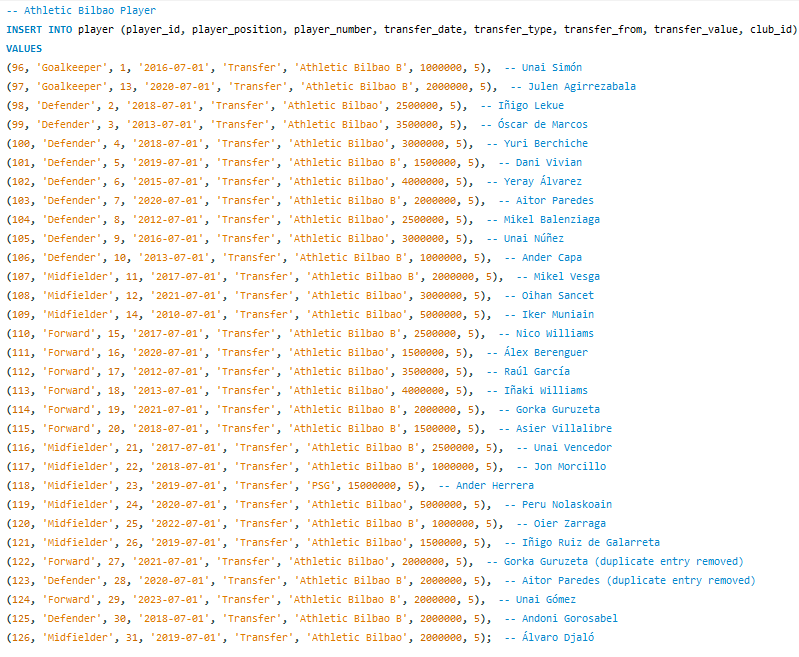 -- Athletic Bilbao Player
INSERT INTO player (player_id, player_position, player_number, transfer_date, transfer_type, transfer_from, transfer_value, club_id)
VALUES
(96, 'Goalkeeper', 1, '2016-07-01', 'Transfer', 'Athletic Bilbao B', 1000000, 5),  -- Unai Simón
(97, 'Goalkeeper', 13, '2020-07-01', 'Transfer', 'Athletic Bilbao B', 2000000, 5),  -- Julen Agirrezabala
(98, 'Defender', 2, '2018-07-01', 'Transfer', 'Athletic Bilbao', 2500000, 5),  -- Iñigo Lekue
(99, 'Defender', 3, '2013-07-01', 'Transfer', 'Athletic Bilbao', 3500000, 5),  -- Óscar de Marcos
(100, 'Defender', 4, '2018-07-01', 'Transfer', 'Athletic Bilbao', 3000000, 5),  -- Yuri Berchiche
(101, 'Defender', 5, '2019-07-01', 'Transfer', 'Athletic Bilbao B', 1500000, 5),  -- Dani Vivian
(102, 'Defender', 6, '2015-07-01', 'Transfer', 'Athletic Bilbao', 4000000, 5),  -- Yeray Álvarez
(103, 'Defender', 7, '2020-07-01', 'Transfer', 'Athletic Bilbao B', 2000000, 5),  -- Aitor Paredes
(104, 'Defender', 8, '2012-07-01', 'Transfer', 'Athletic Bilbao', 2500000, 5),  -- Mikel Balenziaga
(105, 'Defender', 9, '2016-07-01', 'Transfer', 'Athletic Bilbao', 3000000, 5),  -- Unai Núñez
(106, 'Defender', 10, '2013-07-01', 'Transfer', 'Athletic Bilbao B', 1000000, 5),  -- Ander Capa
(107, 'Midfielder', 11, '2017-07-01', 'Transfer', 'Athletic Bilbao B', 2000000, 5),  -- Mikel Vesga
(108, 'Midfielder', 12, '2021-07-01', 'Transfer', 'Athletic Bilbao', 3000000, 5),  -- Oihan Sancet
(109, 'Midfielder', 14, '2010-07-01', 'Transfer', 'Athletic Bilbao', 5000000, 5),  -- Iker Muniain
(110, 'Forward', 15, '2017-07-01', 'Transfer', 'Athletic Bilbao B', 2500000, 5),  -- Nico Williams
(111, 'Forward', 16, '2020-07-01', 'Transfer', 'Athletic Bilbao', 1500000, 5),  -- Álex Berenguer
(112, 'Forward', 17, '2012-07-01', 'Transfer', 'Athletic Bilbao', 3500000, 5),  -- Raúl García
(113, 'Forward', 18, '2013-07-01', 'Transfer', 'Athletic Bilbao', 4000000, 5),  -- Iñaki Williams
(114, 'Forward', 19, '2021-07-01', 'Transfer', 'Athletic Bilbao B', 2000000, 5),  -- Gorka Guruzeta
(115, 'Forward', 20, '2018-07-01', 'Transfer', 'Athletic Bilbao B', 1500000, 5),  -- Asier Villalibre
(116, 'Midfielder', 21, '2017-07-01', 'Transfer', 'Athletic Bilbao B', 2500000, 5),  -- Unai Vencedor
(117, 'Midfielder', 22, '2018-07-01', 'Transfer', 'Athletic Bilbao B', 1000000, 5),  -- Jon Morcillo
(118, 'Midfielder', 23, '2019-07-01', 'Transfer', 'PSG', 15000000, 5),  -- Ander Herrera
(119, 'Midfielder', 24, '2020-07-01', 'Transfer', 'Athletic Bilbao', 5000000, 5),  -- Peru Nolaskoain
(120, 'Midfielder', 25, '2022-07-01', 'Transfer', 'Athletic Bilbao B', 1000000, 5),  -- Oier Zarraga
(121, 'Midfielder', 26, '2019-07-01', 'Transfer', 'Athletic Bilbao', 1500000, 5),  -- Iñigo Ruiz de Galarreta
(122, 'Forward', 27, '2021-07-01', 'Transfer', 'Athletic Bilbao', 2000000, 5),  -- Gorka Guruzeta (duplicate entry removed)
(123, 'Defender', 28, '2020-07-01', 'Transfer', 'Athletic Bilbao B', 2000000, 5),  -- Aitor Paredes (duplicate entry removed)
(124, 'Forward', 29, '2023-07-01', 'Transfer', 'Athletic Bilbao B', 2000000, 5),  -- Unai Gómez
(125, 'Defender', 30, '2018-07-01', 'Transfer', 'Athletic Bilbao B', 2000000, 5),  -- Andoni Gorosabel
(126, 'Midfielder', 31, '2019-07-01', 'Transfer', 'Athletic Bilbao', 2000000, 5);  -- Álvaro Djaló